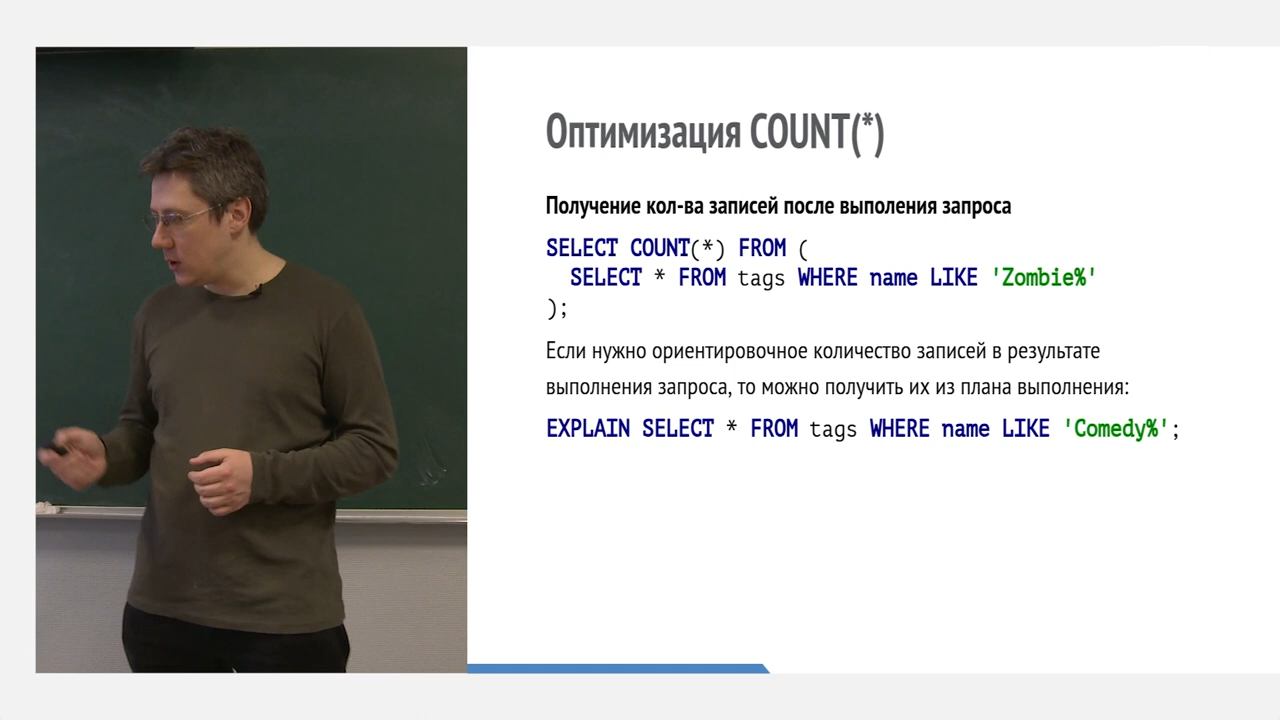 Оптимизация COUNT(*)
Получение кол-ва записей после выполения запроса
SELECT COUNT(*) FROM (
SELECT * FROM tags WHERE name LIKE 'Zombie%'
);
Если нужно ориентировочное количество записей в результате
выполнения запроса, то можно получить их из плана выполнения:
EXPLAIN SELECT * FROM tags WHERE name LIKE 'Comedy%';